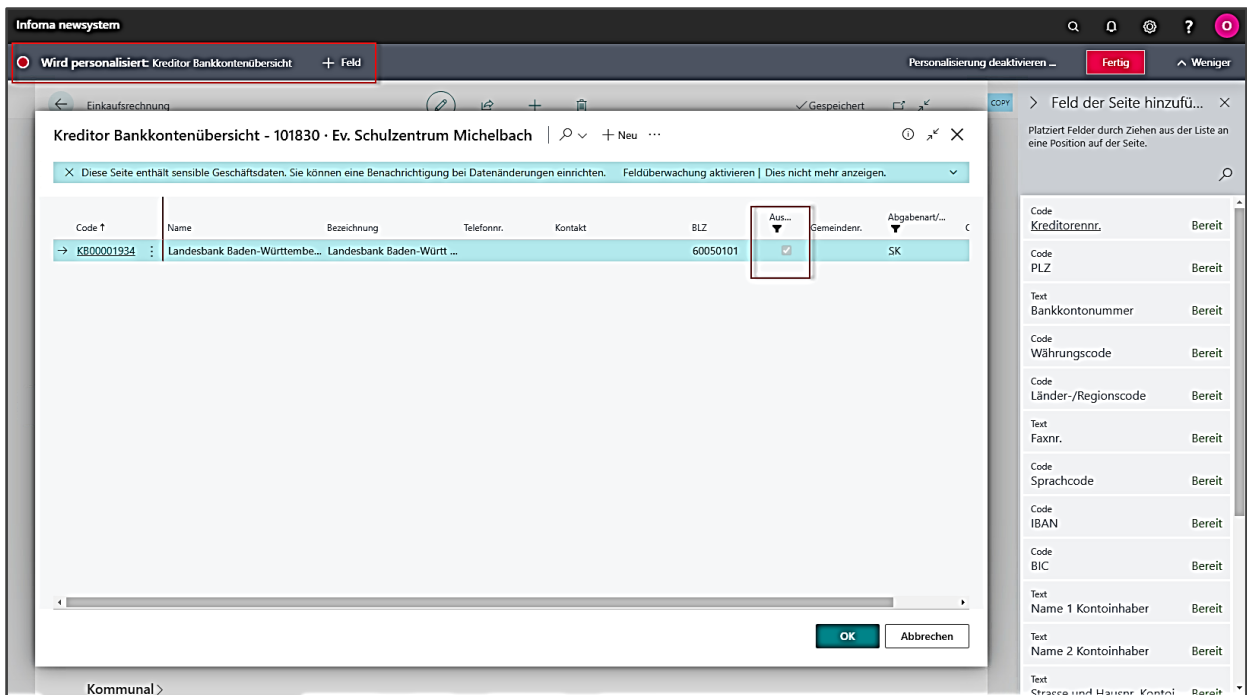 Infoma newsystem
?
O
Wird personalisiert: Kreditor Bankkontenübersicht
+ Feld
Personalisierung deaktivieren ...
Fertig
Weniger
Einkaufsrechnung
Gespeichert
COPY
Feld der Seite hinzufü...
Platziert Felder durch Ziehen aus der Liste an
eine Position auf der Seite.
Kreditor Bankkontenübersicht - 101830 · Ev. Schulzentrum Michelbach
+ Neu ...
Diese Seite enthält sensible Geschäftsdaten. Sie können eine Benachrichtigung bei Datenänderungen einrichten.
Feldüberwachung aktivieren | Dies nicht mehr anzeigen.
Code ↑
Name
Bezeichnung
Telefonnr.
Kontakt
BLZ
Aus...
Gemeindenr.
Abgabenart/...
C
→ KB00001934
Landesbank Baden-Württembe...
Landesbank Baden-Württ ...
60050101
SK
OK
Abbrechen
Kommunal >
Code
Kreditorennr. Bereit
Code
PLZ Bereit
Text
Bankkontonummer Bereit
Code
Währungscode Bereit
Code
Länder-/Regionscode Bereit
Text
Faxnr. Bereit
Code
Sprachcode Bereit
Code
IBAN Bereit
Code
BIC Bereit
Text
Name 1 Kontoinhaber Bereit
Text
Name 2 Kontoinhaber Bereit
Text
Strasse und Hausnr. Kontoi Bereit